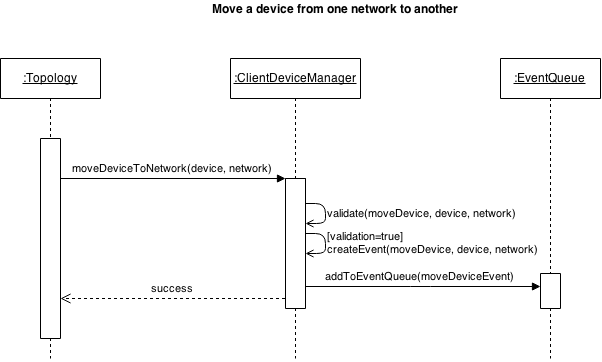 Move a device from one network to another
:Topology
:ClientDeviceManager
:EventQueue
moveDeviceToNetwork(device, network)
validate(moveDevice, device, network)
[validation=true]
createEvent(moveDevice, device, network)
addToEventQueue(moveDeviceEvent)
success